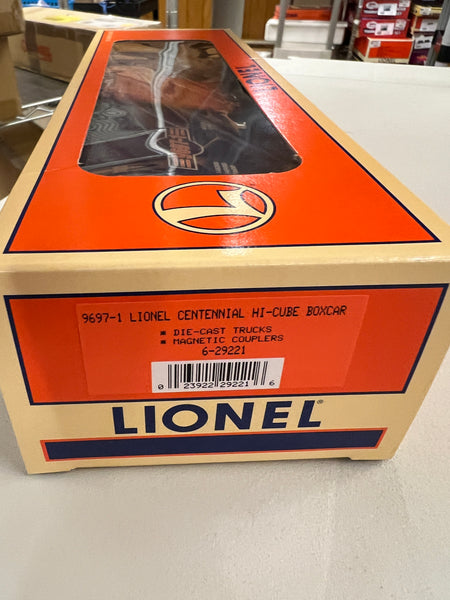 LIONEL
9697-1 LIONEL CENTENNIAL HI-CUBE BOXCAR
▪ DIE-CAST TRUCKS
▪ MAGNETIC COUPLERS
6-29221
0 23922 29221 6
LIONEL®